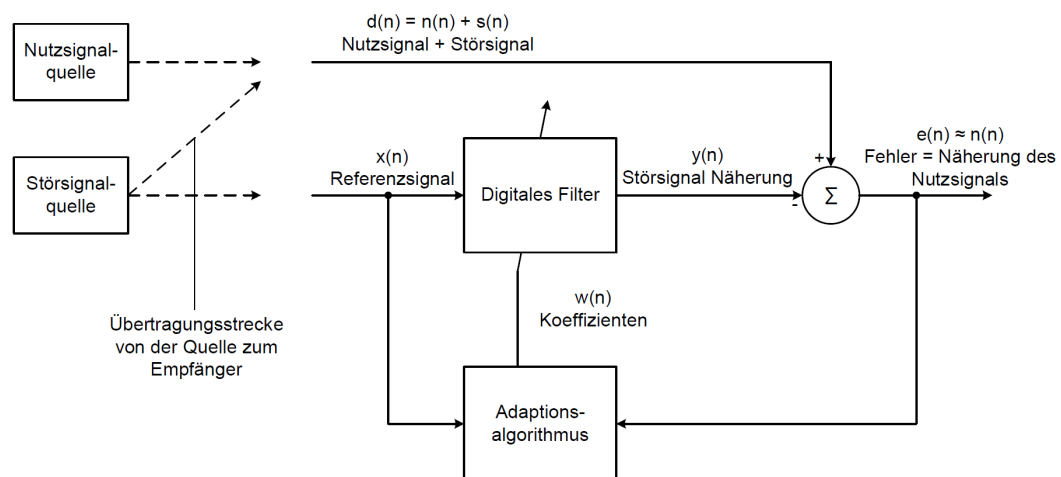 d(n) = n(n) + s(n)
Nutzsignal + Störsignal
Nutzsignal-
quelle
Störsignal-
quelle
x(n)
Referenzsignal
Digitales Filter
y(n)
Störsignal Näherung
+
-
Σ
e(n) ≈ n(n)
Fehler = Näherung des
Nutzsignals
Übertragungsstrecke
von der Quelle zum
Empfänger
w(n)
Koeffizienten
Adaptions-
algorithmus